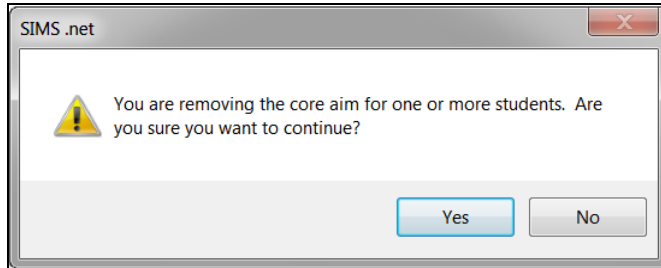 SIMS .net
You are removing the core aim for one or more students.  Are
you sure you want to continue?
Yes
No